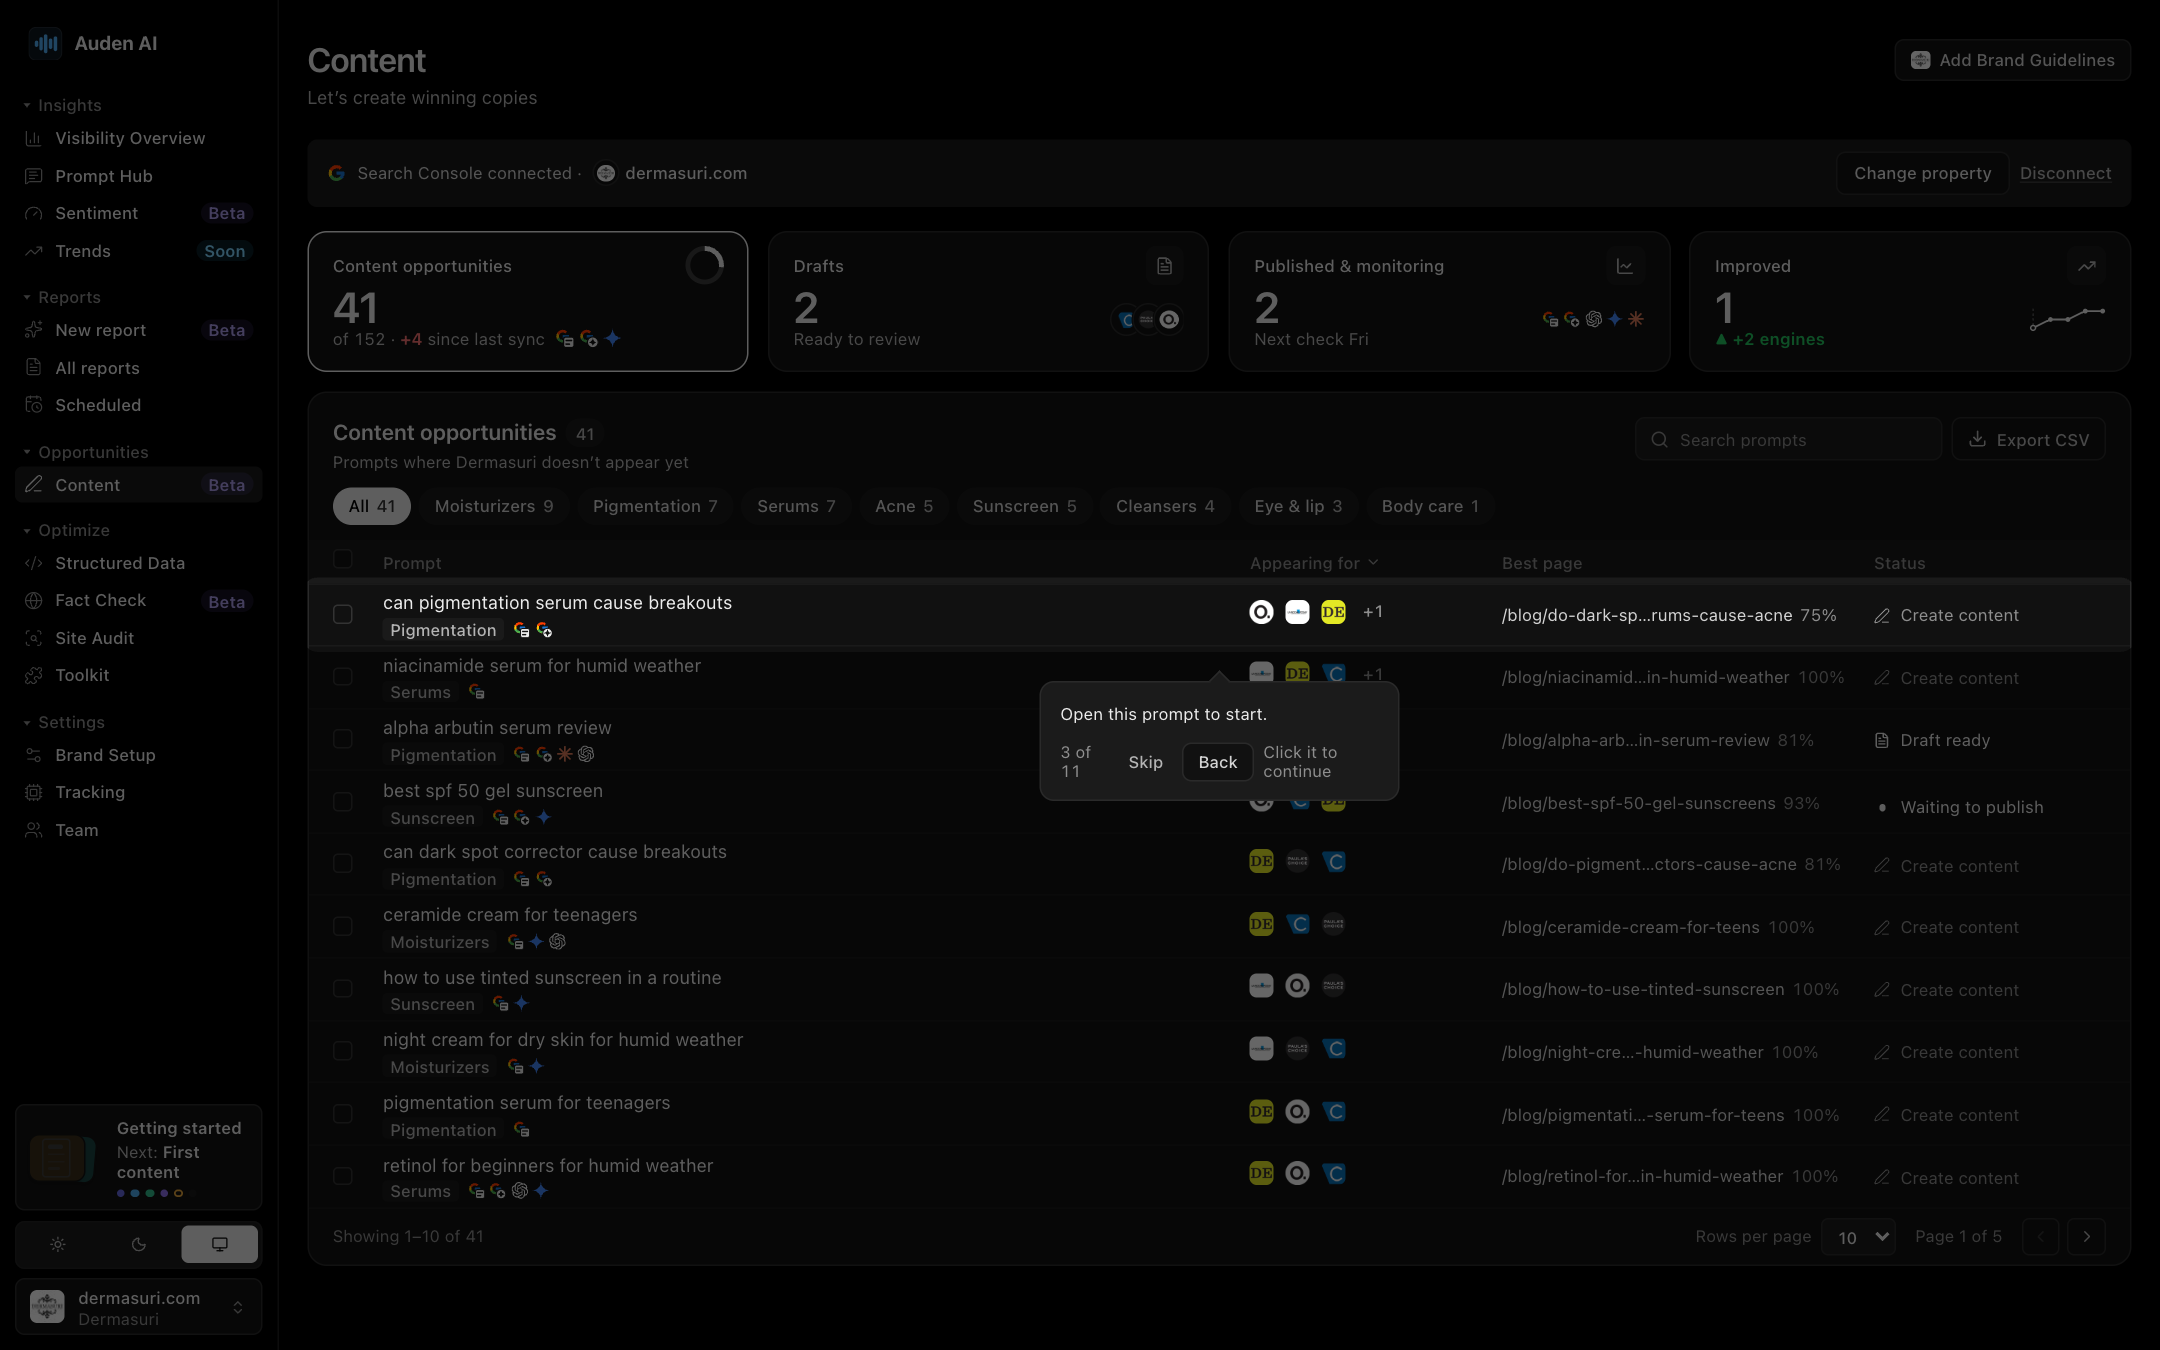 Auden AI
Insights
Visibility Overview
Prompt Hub
Sentiment Beta
Trends Soon
Reports
New report Beta
All reports
Scheduled
Opportunities
Content Beta
Optimize
Structured Data
Fact Check Beta
Site Audit
Toolkit
Settings
Brand Setup
Tracking
Team
Getting started
Next: First
content
dermasuri.com
Dermasuri
Content
Let's create winning copies
Add Brand Guidelines
Search Console connected · dermasuri.com
Change property Disconnect
Content opportunities
41
of 152 · +4 since last sync
Drafts
2
Ready to review
Published & monitoring
2
Next check Fri
Improved
1
▲ +2 engines
Content opportunities 41
Prompts where Dermasuri doesn't appear yet
Search prompts
Export CSV
All 41 Moisturizers 9 Pigmentation 7 Serums 7 Acne 5 Sunscreen 5 Cleansers 4 Eye & lip 3 Body care 1
Prompt Appearing for Best page Status
can pigmentation serum cause breakouts
Pigmentation
O. DE +1
/blog/do-dark-sp...rums-cause-acne 75% Create content
niacinamide serum for humid weather
Serums
DE C +1
/blog/niacinamid...in-humid-weather 100% Create content
alpha arbutin serum review
Pigmentation
/blog/alpha-arb...in-serum-review 81% Draft ready
Open this prompt to start.
3 of
11
Skip
Back
Click it to
continue
best spf 50 gel sunscreen
Sunscreen
/blog/best-spf-50-gel-sunscreens 93% Waiting to publish
can dark spot corrector cause breakouts
Pigmentation
DE PAULA'S CHOICE C
/blog/do-pigment...ctors-cause-acne 81% Create content
ceramide cream for teenagers
Moisturizers
DE C PAULA'S CHOICE
/blog/ceramide-cream-for-teens 100% Create content
how to use tinted sunscreen in a routine
Sunscreen
O. PAULA'S CHOICE
/blog/how-to-use-tinted-sunscreen 100% Create content
night cream for dry skin for humid weather
Moisturizers
PAULA'S CHOICE C
/blog/night-cre...-humid-weather 100% Create content
pigmentation serum for teenagers
Pigmentation
DE O. C
/blog/pigmentati...-serum-for-teens 100% Create content
retinol for beginners for humid weather
Serums
DE O. C
/blog/retinol-for...in-humid-weather 100% Create content
Showing 1–10 of 41
Rows per page 10 Page 1 of 5